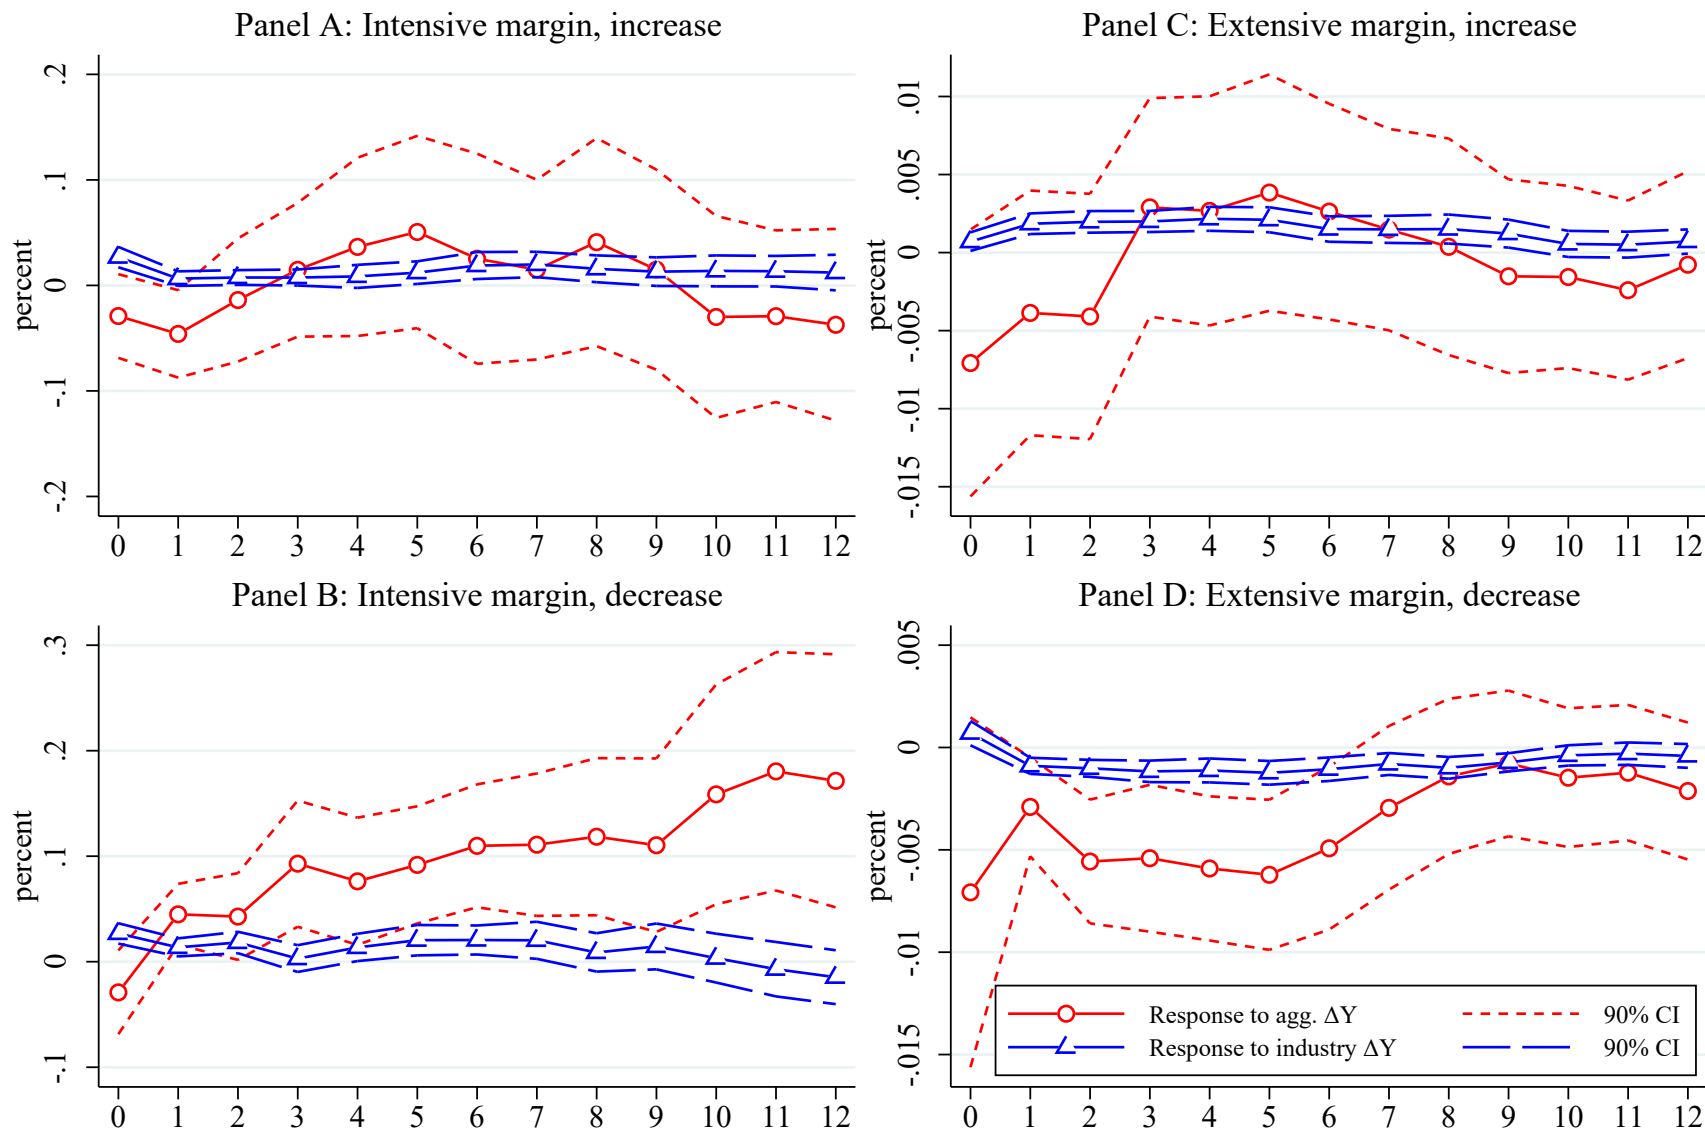 Panel A: Intensive margin, increase
percent
.2
.1
0
-.1
-.2
0 1 2 3 4 5 6 7 8 9 10 11 12
Panel C: Extensive margin, increase
percent
.01
.005
0
-.005
-.01
-.015
0 1 2 3 4 5 6 7 8 9 10 11 12
Panel B: Intensive margin, decrease
percent
.3
.2
.1
0
-.1
0 1 2 3 4 5 6 7 8 9 10 11 12
Panel D: Extensive margin, decrease
percent
.005
0
-.005
-.01
-.015
0 1 2 3 4 5 6 7 8 9 10 11 12
Response to agg. ΔY 90% CI
Response to industry ΔY 90% CI